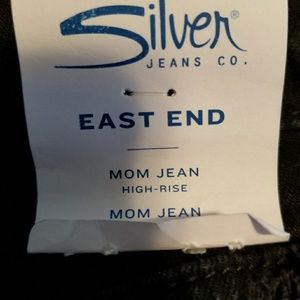 Silver®
JEANS CO.
EAST END
MOM JEAN
HIGH-RISE
MOM JEAN